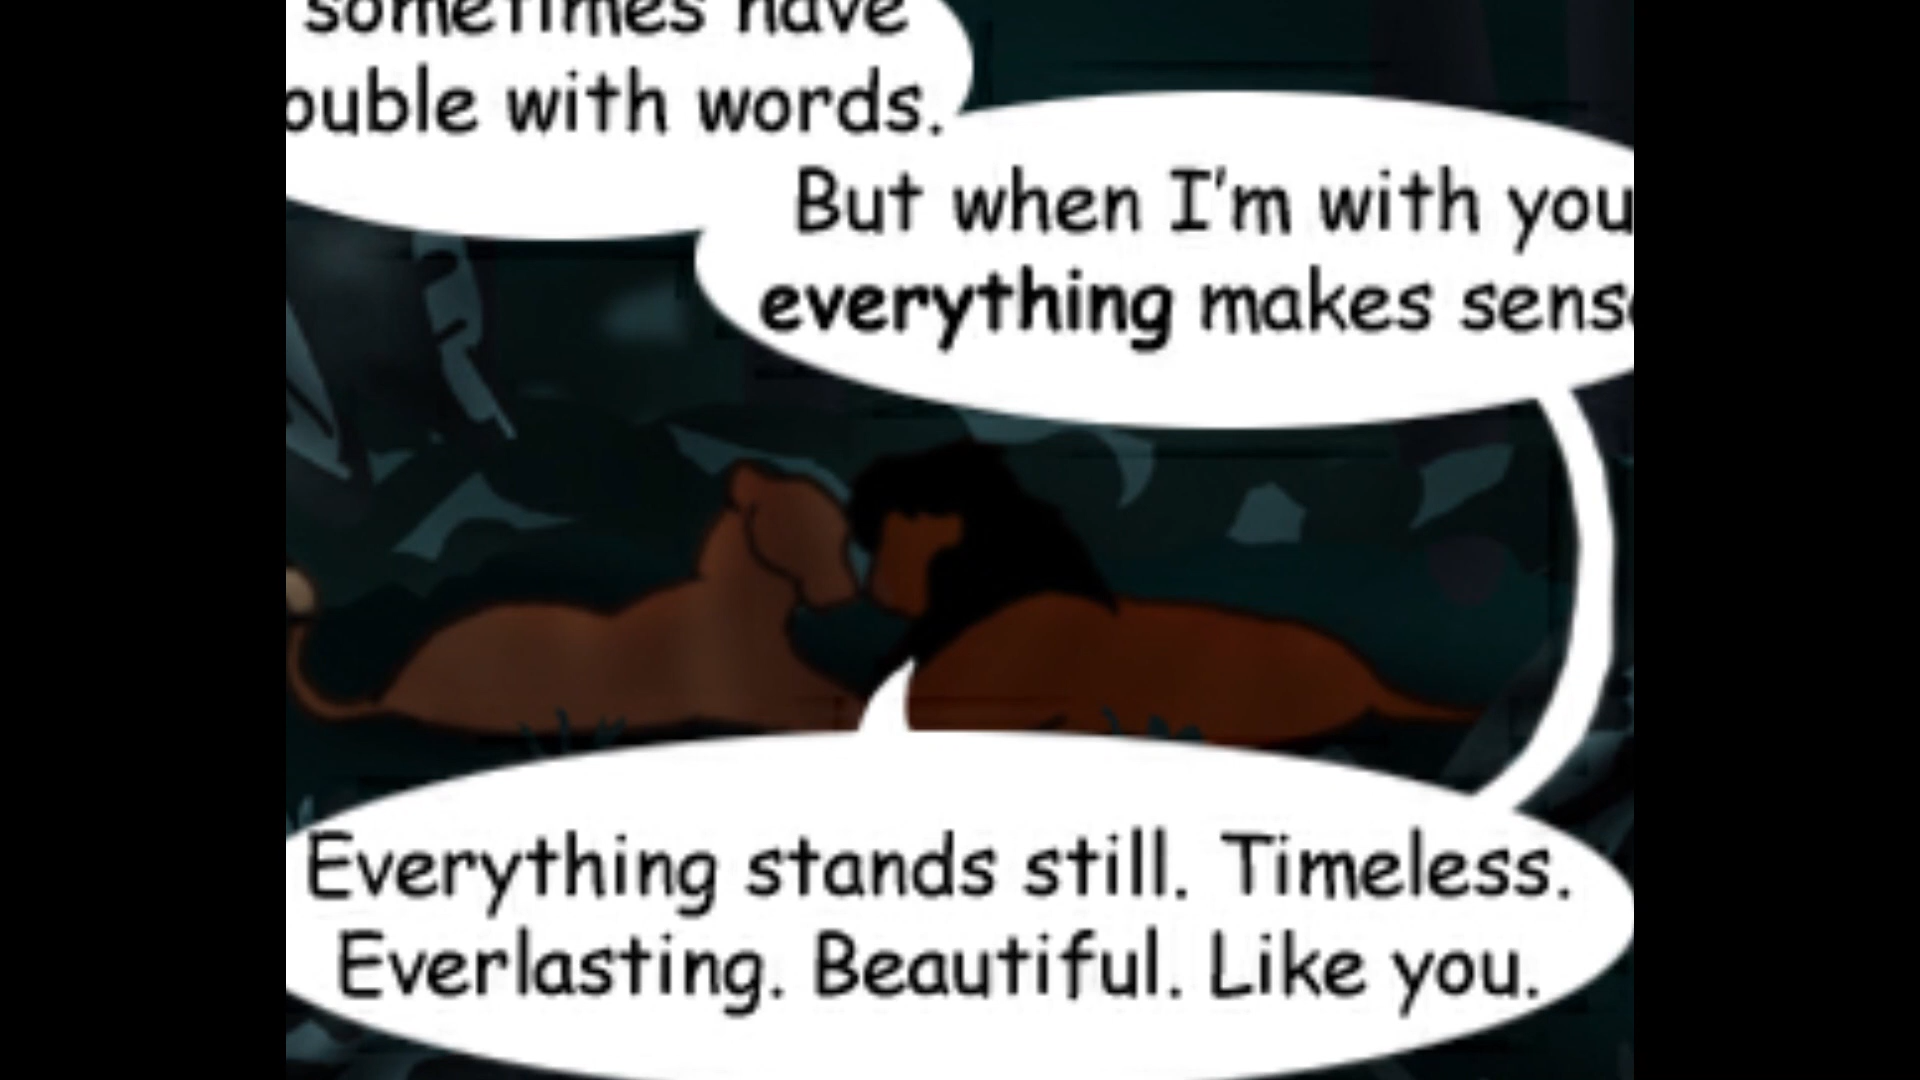 sometimes have
ouble with words.
But when I'm with you
everything makes sense
Everything stands still. Timeless.
Everlasting. Beautiful. Like you.